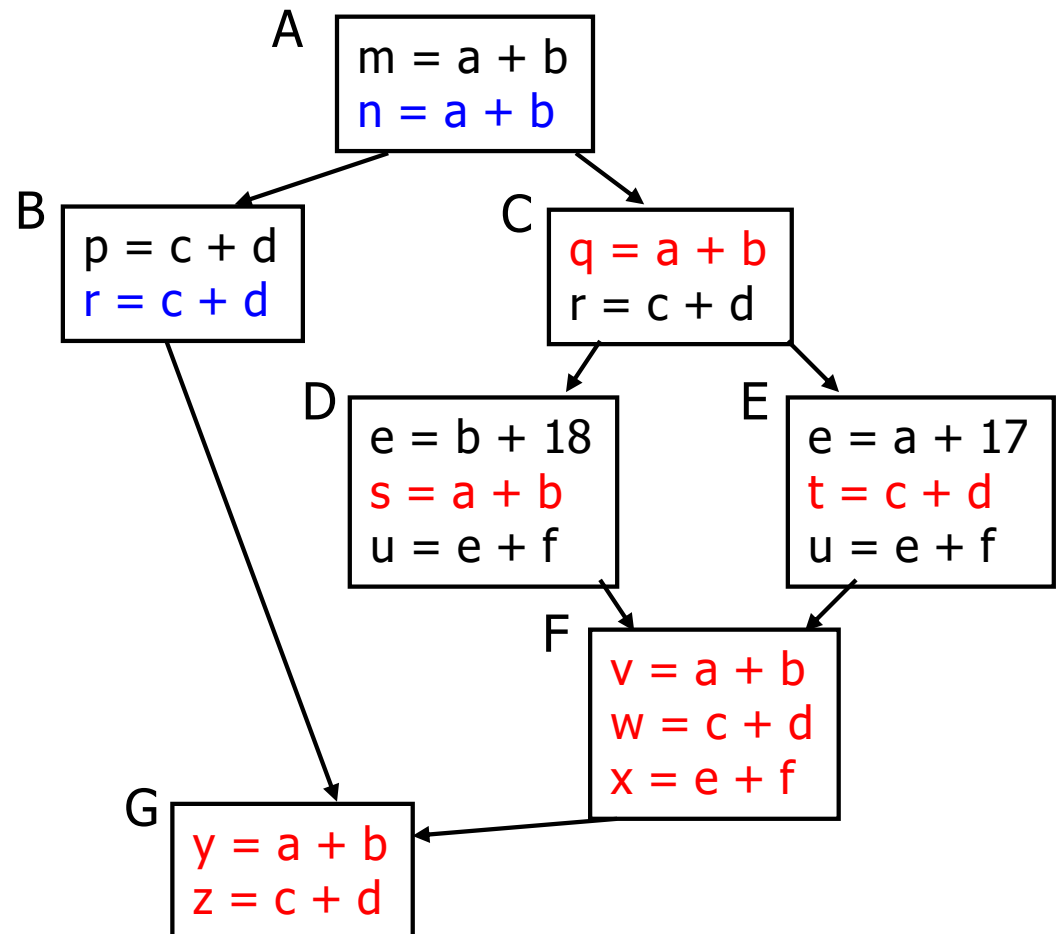 A
m = a + b
n = a + b
B
p = c + d
r = c + d
C
q = a + b
r = c + d
D
e = b + 18
s = a + b
u = e + f
E
e = a + 17
t = c + d
u = e + f
F
v = a + b
w = c + d
x = e + f
G
y = a + b
z = c + d